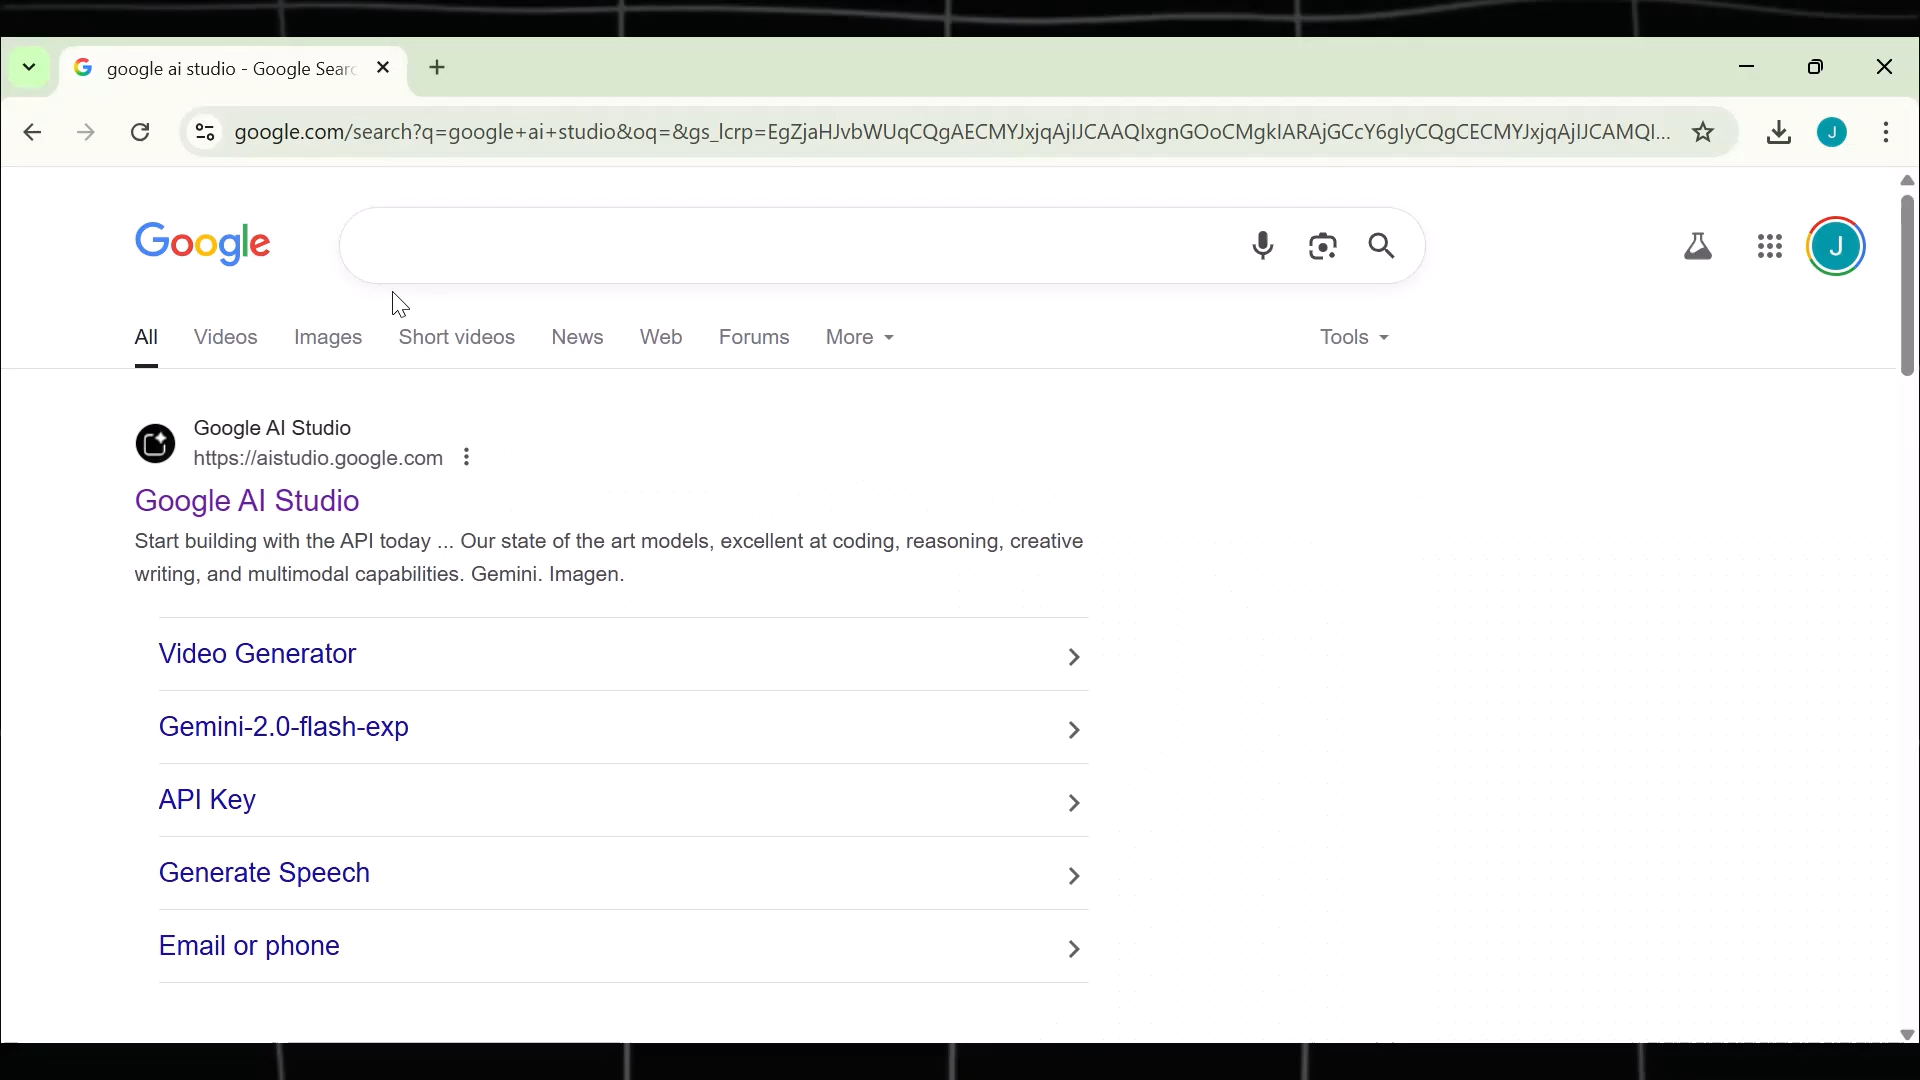 google ai studio - Google Sear
google.com/search?q=google+ai+studio&oq=&gs_lcrp=EgZjaHJvbWUqCQgAECMYJxjqAjIJCAAQIxgnGOoCMgkIARAjGCcY6gIyCQgCECMYJxjqAjIJCAMQI...
J
Google
J
All Videos Images Short videos News Web Forums More Tools
Google AI Studio
https://aistudio.google.com
Google AI Studio
Start building with the API today ... Our state of the art models, excellent at coding, reasoning, creative
writing, and multimodal capabilities. Gemini. Imagen.
Video Generator
Gemini-2.0-flash-exp
API Key
Generate Speech
Email or phone